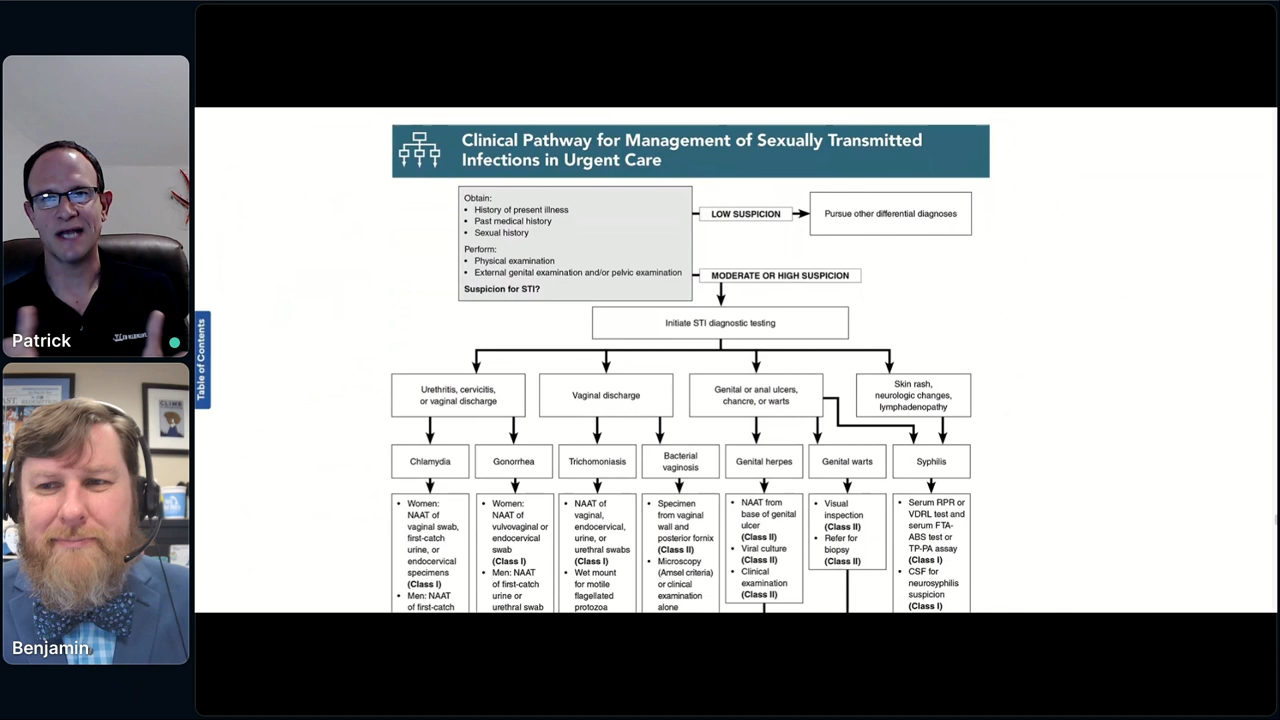 Clinical Pathway for Management of Sexually Transmitted
Infections in Urgent Care
Obtain:
• History of present illness
• Past medical history
• Sexual history
Perform:
• Physical examination
• External genital examination and/or pelvic examination
Suspicion for STI?
LOW SUSPICION
Pursue other differential diagnoses
MODERATE OR HIGH SUSPICION
Initiate STI diagnostic testing
Urethritis, cervicitis,
or vaginal discharge
Vaginal discharge
Genital or anal ulcers,
chancre, or warts
Skin rash,
neurologic changes,
lymphadenopathy
Chlamydia
Gonorrhea
Trichomoniasis
Bacterial
vaginosis
Genital herpes
Genital warts
Syphilis
• Women:
NAAT of
vaginal swab,
first-catch
urine, or
endocervical
specimens
(Class I)
• Men: NAAT
of first-catch
• Women:
NAAT of
vulvovaginal or
endocervical
swab
(Class I)
• Men: NAAT
of first-catch
urine or
urethral swab
• NAAT of
vaginal,
endocervical,
urine, or
urethral swabs
(Class I)
• Wet mount
for motile
flagellated
protozoa
• Specimen
from vaginal
wall and
posterior fornix
(Class II)
• Microscopy
(Amsel criteria)
or clinical
examination
alone
• NAAT from
base of genital
ulcer
(Class II)
• Viral culture
(Class II)
• Clinical
examination
(Class II)
• Visual
inspection
(Class II)
• Refer for
biopsy
(Class II)
• Serum RPR or
VDRL test and
serum FTA-
ABS test or
TP-PA assay
(Class I)
• CSF for
neurosyphilis
suspicion
(Class I)
Table of Contents
Patrick
Benjamin